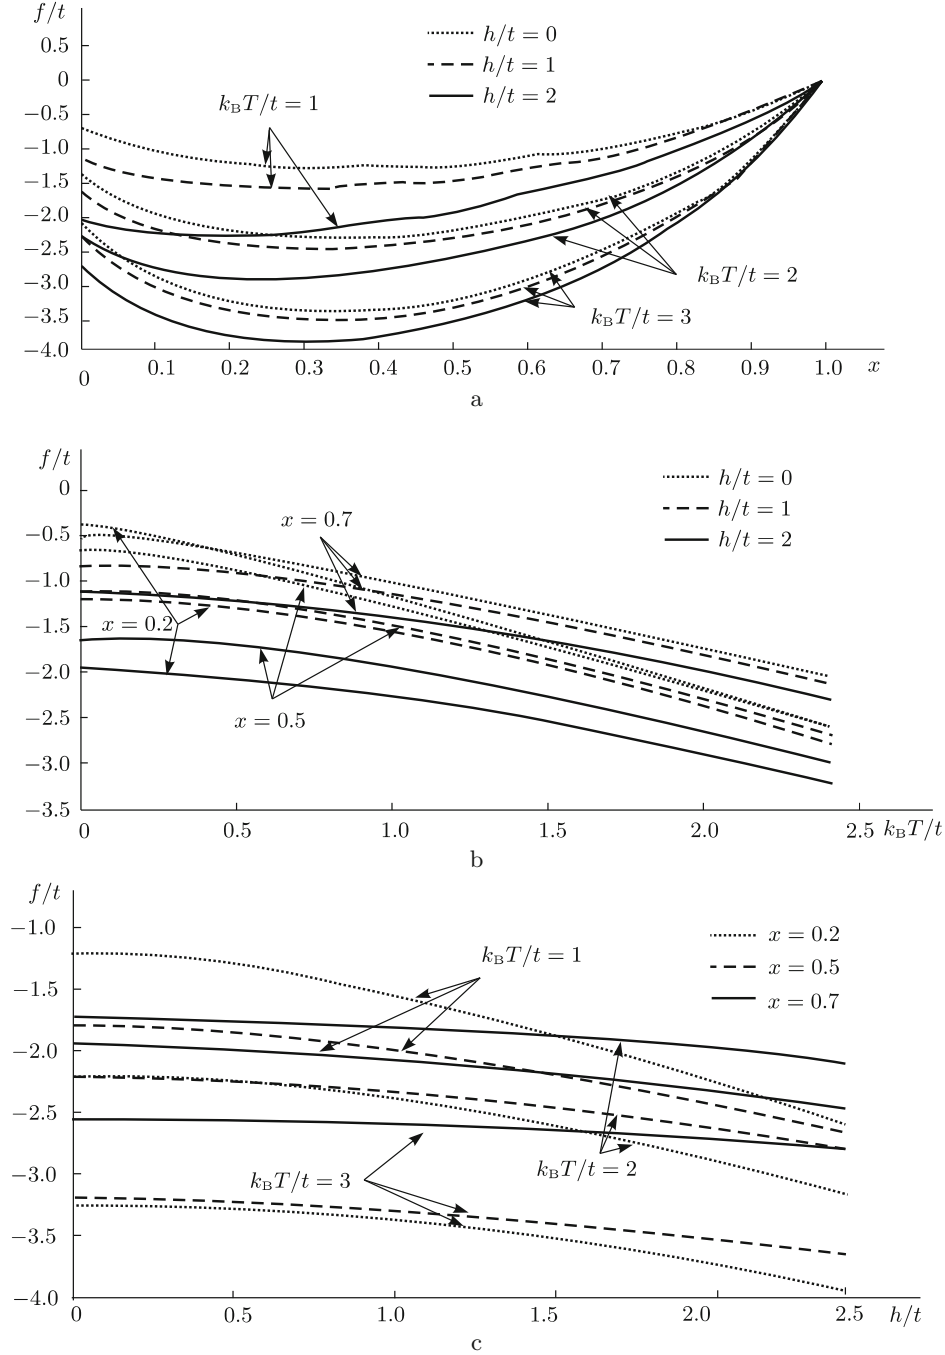 f/t
h/t = 0
0.5
h/t = 1
0
h/t = 2
k_BT/t = 1
−0.5
−1.0
−1.5
−2.0
−2.5
k_BT/t = 2
−3.0
k_BT/t = 3
−3.5
−4.0
0 0.1 0.2 0.3 0.4 0.5 0.6 0.7 0.8 0.9 1.0 x
a
f/t
h/t = 0
0
h/t = 1
x = 0.7
−0.5
h/t = 2
−1.0
x = 0.2
−1.5
−2.0
x = 0.5
−2.5
−3.0
−3.5
0 0.5 1.0 1.5 2.0 2.5 k_BT/t
b
f/t
−1.0
x = 0.2
k_BT/t = 1
x = 0.5
−1.5
x = 0.7
−2.0
−2.5
k_BT/t = 2
−3.0
k_BT/t = 3
−3.5
−4.0
0 0.5 1.0 1.5 2.0 2.5 h/t
c